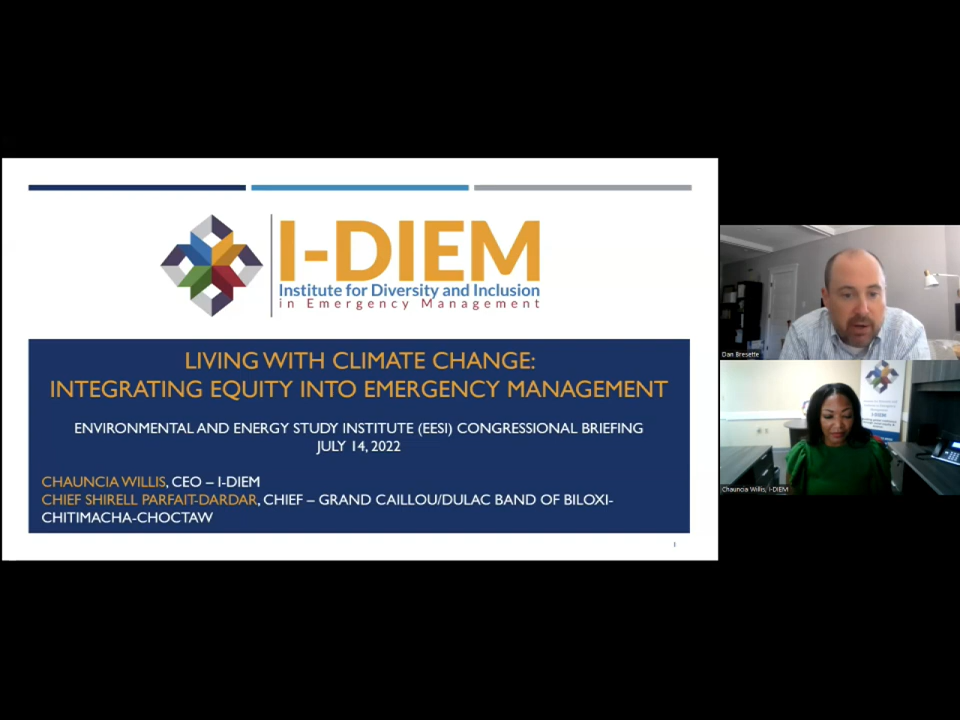 I-DIEM
Institute for Diversity and Inclusion
in Emergency Management
LIVING WITH CLIMATE CHANGE:
INTEGRATING EQUITY INTO EMERGENCY MANAGEMENT
ENVIRONMENTAL AND ENERGY STUDY INSTITUTE (EESI) CONGRESSIONAL BRIEFING
JULY 14, 2022
CHAUNCIA WILLIS, CEO – I-DIEM
CHIEF SHIRELL PARFAIT-DARDAR, CHIEF – GRAND CAILLOU/DULAC BAND OF BILOXI-
CHITIMACHA-CHOCTAW
1
Dan Bresette
I-DIEM
Chauncia Willis, I-DIEM